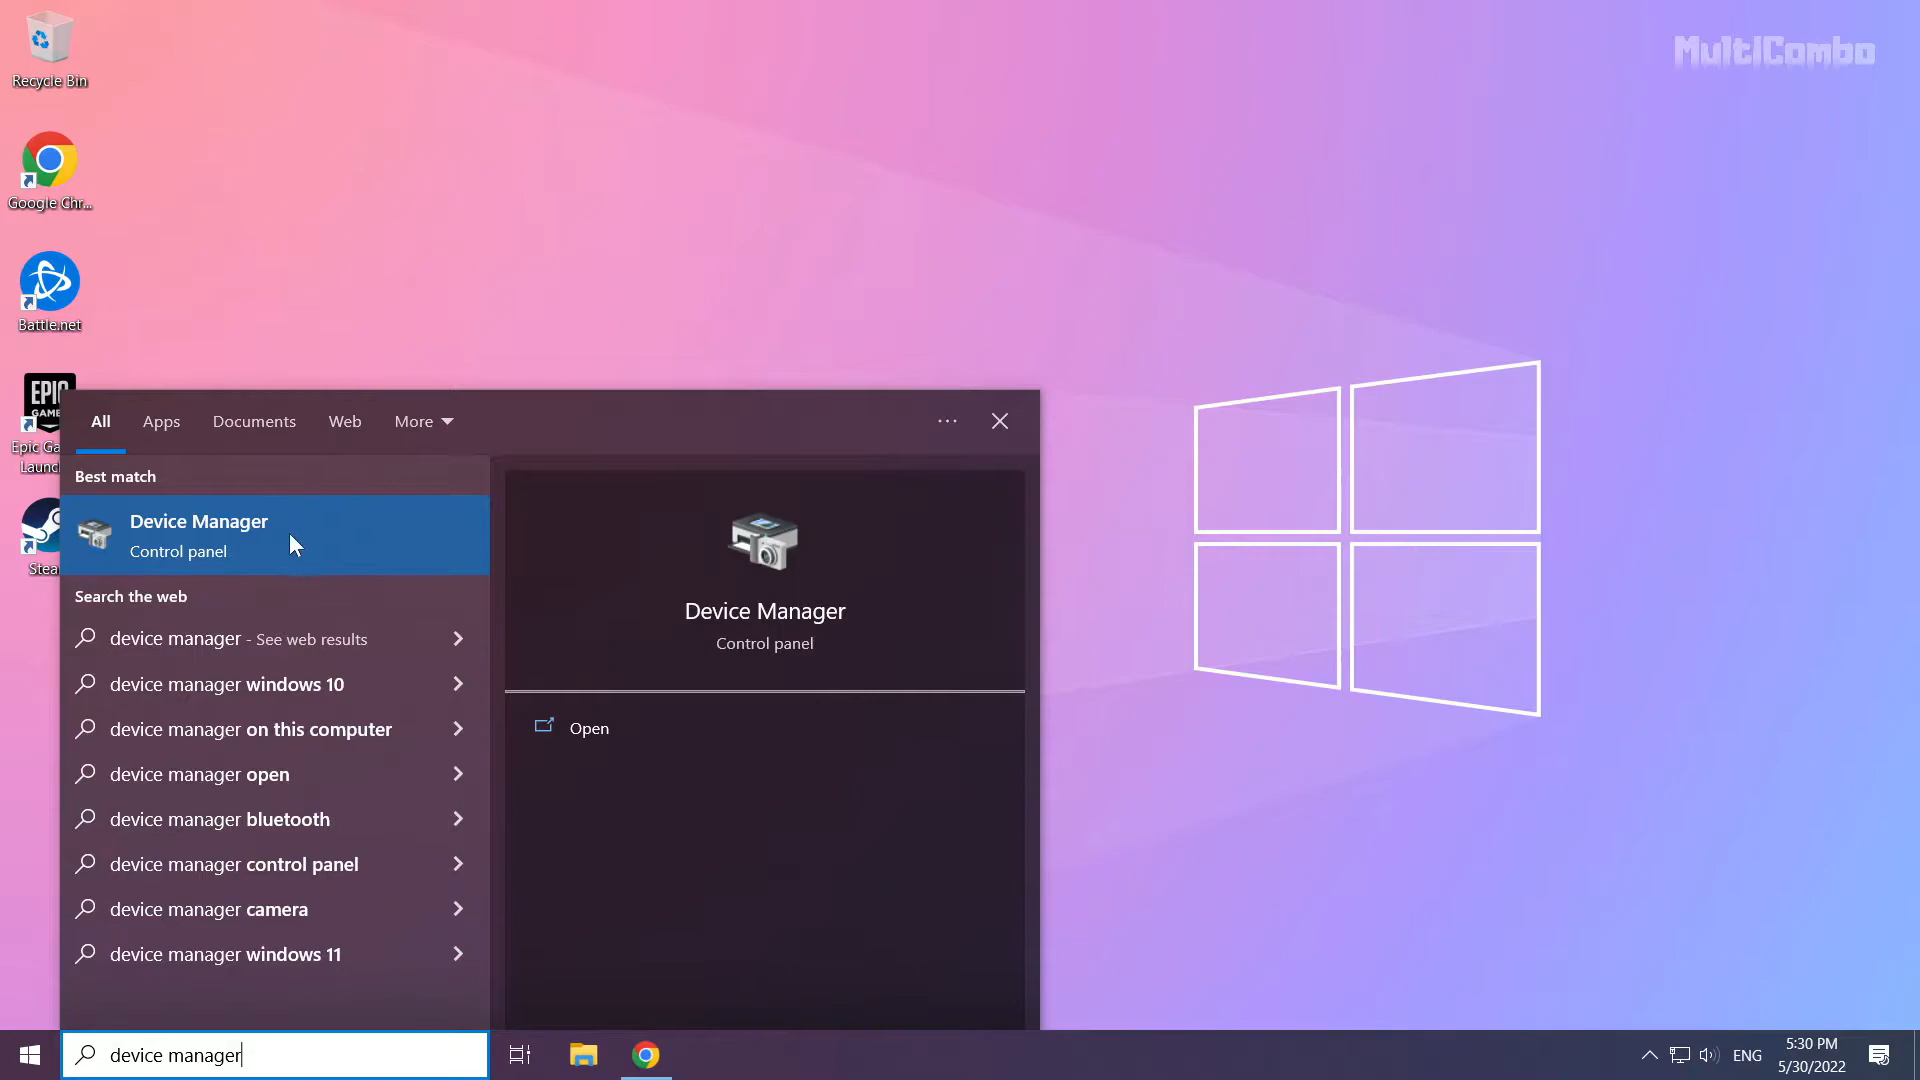 MultiCombo
Recycle Bin
Google Chr...
Battle.net
EPIC
GAM
Epic Ga
Launc
Stea
All
Apps
Documents
Web
More
Best match
Device Manager
Control panel
Search the web
device manager - See web results
device manager windows 10
device manager on this computer
device manager open
device manager bluetooth
device manager control panel
device manager camera
device manager windows 11
Device Manager
Control panel
Open
device manager
ENG
5:30 PM
5/30/2022